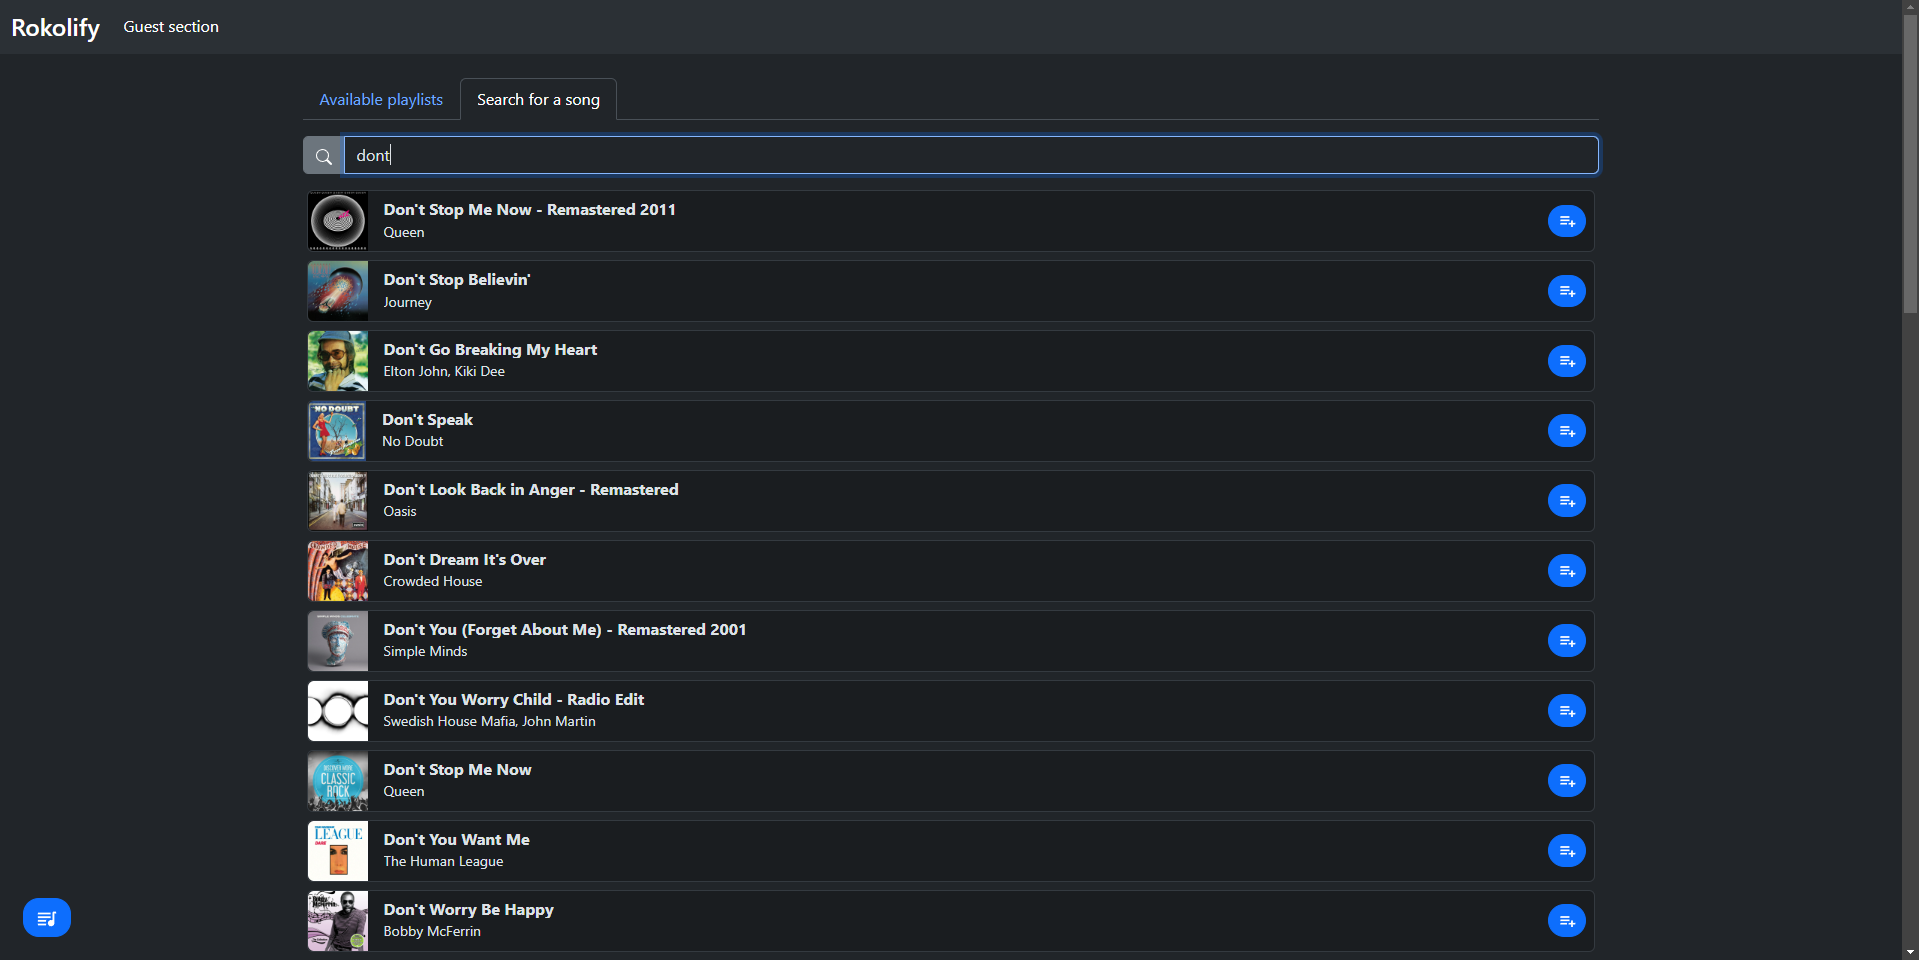 Rokolify
Guest section
Available playlists
Search for a song
dont
Don't Stop Me Now - Remastered 2011
Queen
Don't Stop Believin'
Journey
Don't Go Breaking My Heart
Elton John, Kiki Dee
NO DOUBT
Don't Speak
No Doubt
Don't Look Back in Anger - Remastered
Oasis
Don't Dream It's Over
Crowded House
Don't You (Forget About Me) - Remastered 2001
Simple Minds
Don't You Worry Child - Radio Edit
Swedish House Mafia, John Martin
DISCOVER MORE
CLASSIC
ROCK
Don't Stop Me Now
Queen
LEAGUE
DARE
Don't You Want Me
The Human League
Don't Worry Be Happy
Bobby McFerrin